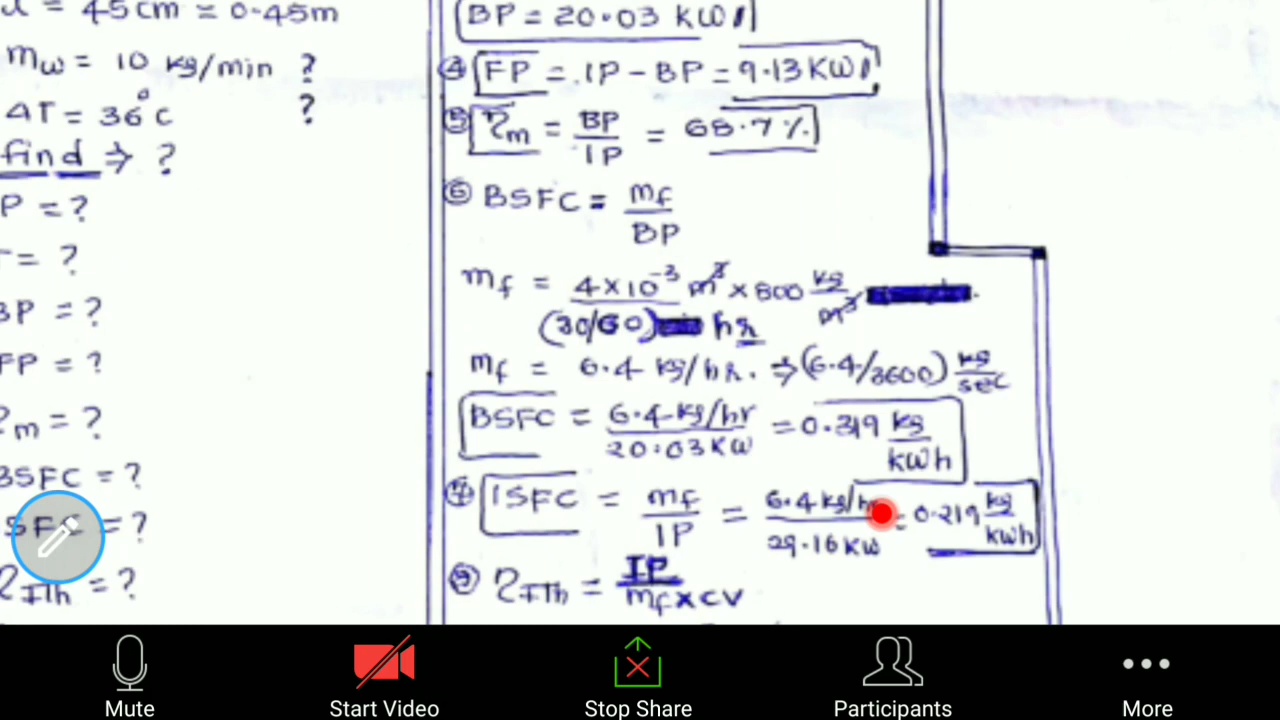 d = 45cm = 0.45m
mw = 10 kg/min ?
ΔT = 36°C ?
find ⇒ ?
P = ?
T = ?
BP = ?
FP = ?
ηm = ?
BSFC = ?
SFC = ?
ηITh = ?
BP = 20.03 KW
④ FP = IP - BP = 9.13 KW
⑤ ηm = BP/IP = 68.7 %
⑥ BSFC = mf/BP
mf = 4×10⁻³ m³ × 800 kg/m³ / (30/60) hr
mf = 6.4 kg/hr. ⇒ (6.4/3600) kg/sec
BSFC = 6.4 kg/hr / 20.03 KW = 0.319 kg/kWh
⑦ ISFC = mf/IP = 6.4 kg/hr / 29.16 KW = 0.219 kg/kWh
ηITh = IP / mf×CV
Mute
Start Video
Stop Share
Participants
More